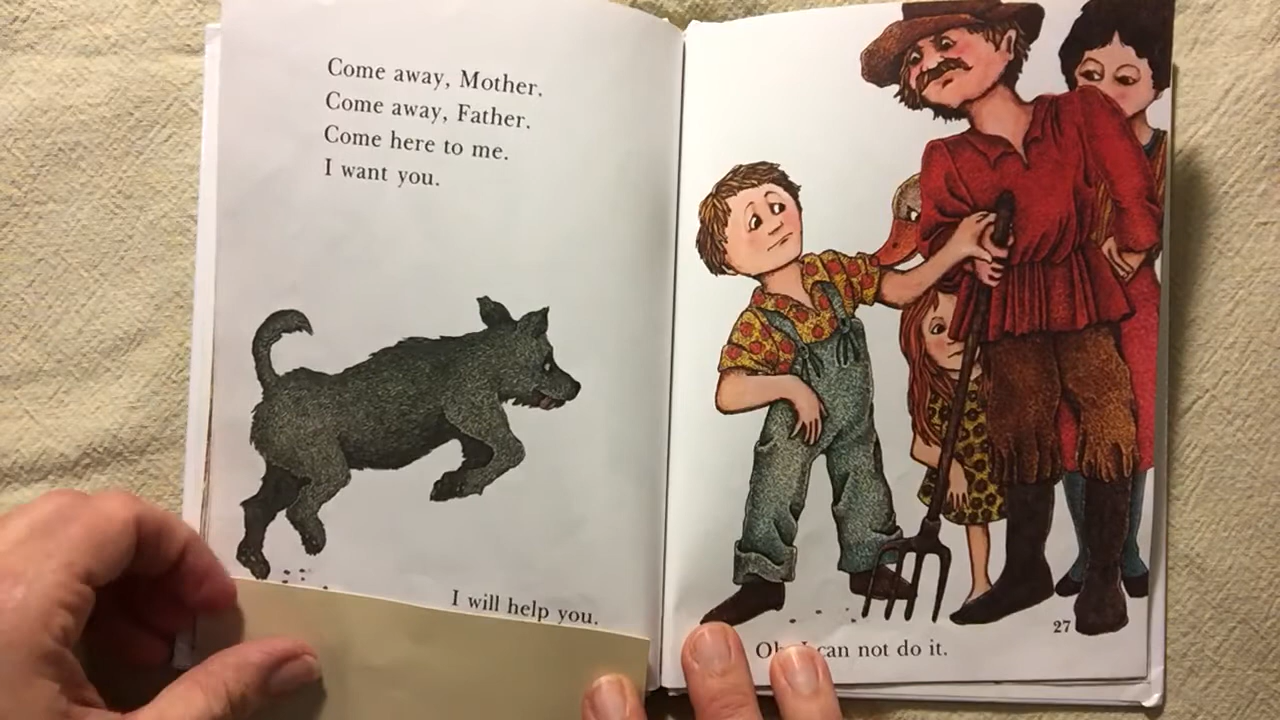 Come away, Mother.
Come away, Father.
Come here to me.
I want you.
I will help you.
27
Oh, I can not do it.